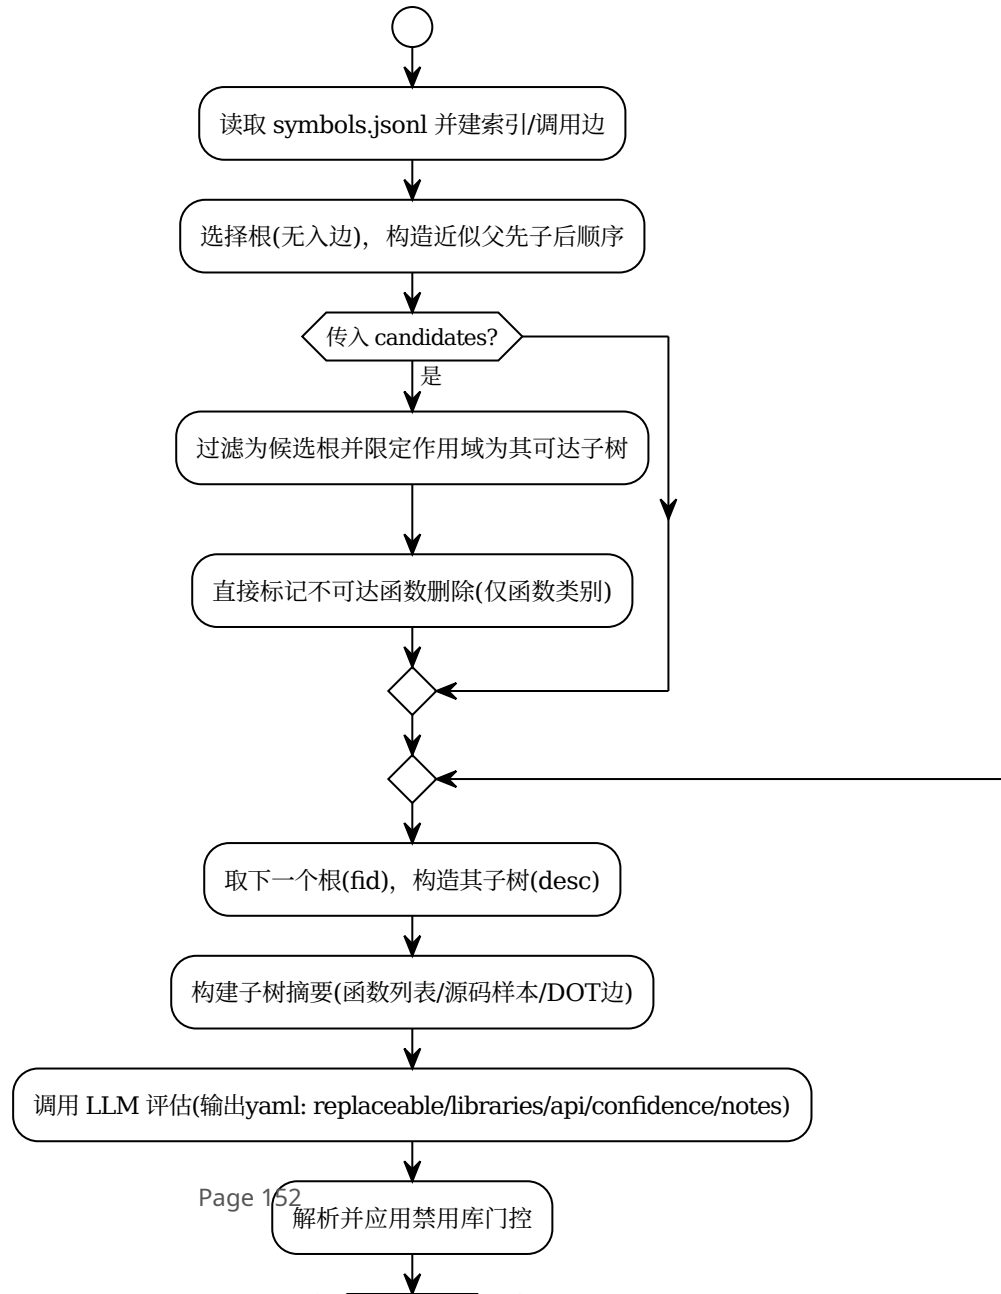 读取 symbols.jsonl 并建索引/调用边
选择根(无入边)，构造近似父先子后顺序
传入 candidates?
是
过滤为候选根并限定作用域为其可达子树
直接标记不可达函数删除(仅函数类别)
取下一个根(fid)，构造其子树(desc)
构建子树摘要(函数列表/源码样本/DOT边)
调用 LLM 评估(输出yaml: replaceable/libraries/api/confidence/notes)
Page 152
解析并应用禁用库门控